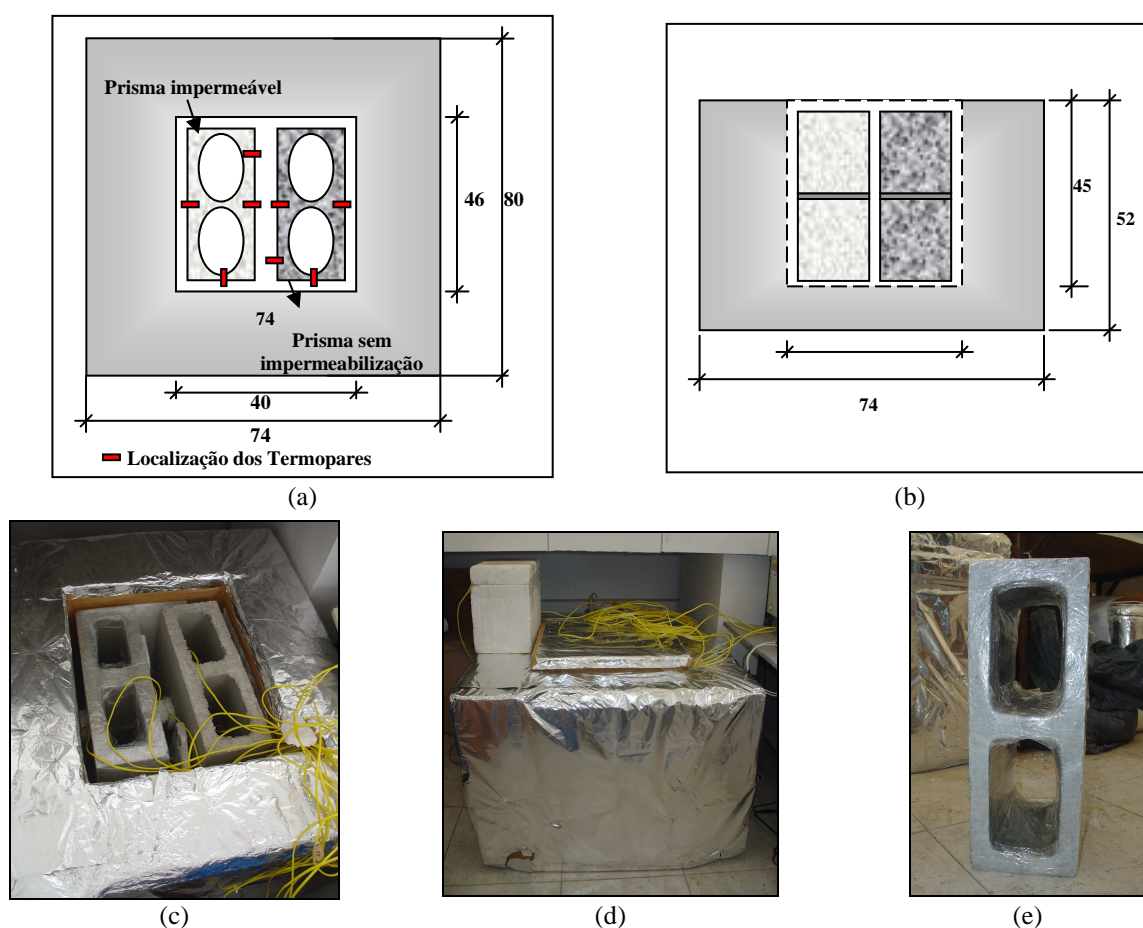 Prisma impermeável
46
80
74
Prisma sem
impermeabilização
40
74
Localização dos Termopares
(a)
45
52
74
(b)
(c)
(d)
(e)